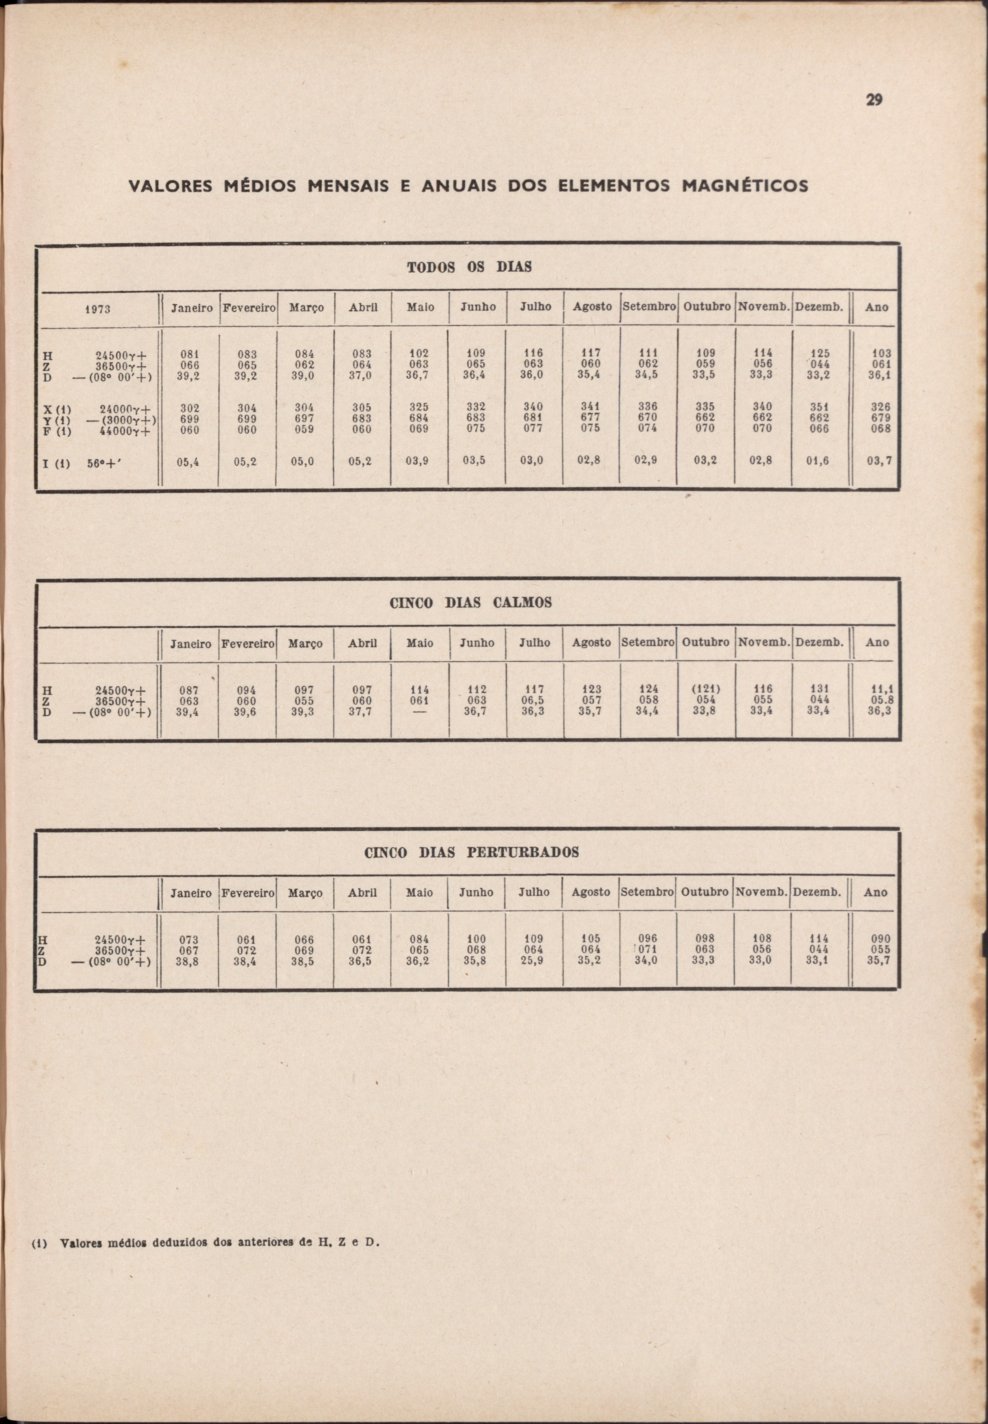 29
VALORES MÉDIOS MENSAIS E ANUAIS DOS ELEMENTOS MAGNÉTICOS
TODOS OS DIAS
1973 Janeiro Fevereiro Março Abril Maio Junho Julho Agosto Setembro Outubro Novemb. Dezemb. Ano
H 24500γ+ 081 083 084 083 102 109 116 117 111 109 114 125 103
Z 36500γ+ 066 065 062 064 063 065 063 060 062 059 056 044 061
D —(08º 00′+) 39,2 39,2 39,0 37,0 36,7 36,4 36,0 35,4 34,5 33,5 33,3 33,2 36,1
X (1) 24000γ+ 302 304 304 305 325 332 340 341 336 335 340 351 326
Y (1) —(3000γ+) 699 699 697 683 684 683 681 677 670 662 662 662 679
F (1) 44000γ+ 060 060 059 060 069 075 077 075 074 070 070 066 068
I (1) 56º+′ 05,4 05,2 05,0 05,2 03,9 03,5 03,0 02,8 02,9 03,2 02,8 01,6 03,7
CINCO DIAS CALMOS
Janeiro Fevereiro Março Abril Maio Junho Julho Agosto Setembro Outubro Novemb. Dezemb. Ano
H 24500γ+ 087 094 097 097 114 112 117 123 124 (121) 116 131 11,1
Z 36500γ+ 063 060 055 060 061 063 06,5 057 058 054 055 044 05.8
D —(08º 00′+) 39,4 39,6 39,3 37,7 — 36,7 36,3 35,7 34,4 33,8 33,4 33,4 36,3
CINCO DIAS PERTURBADOS
Janeiro Fevereiro Março Abril Maio Junho Julho Agosto Setembro Outubro Novemb. Dezemb. Ano
H 24500γ+ 073 061 066 061 084 100 109 105 096 098 108 114 090
Z 36500γ+ 067 072 069 072 065 068 064 064 071 063 056 044 055
D —(08º 00′+) 38,8 38,4 38,5 36,5 36,2 35,8 25,9 35,2 34,0 33,3 33,0 33,1 35,7
(1) Valores médios deduzidos dos anteriores de H, Z e D.